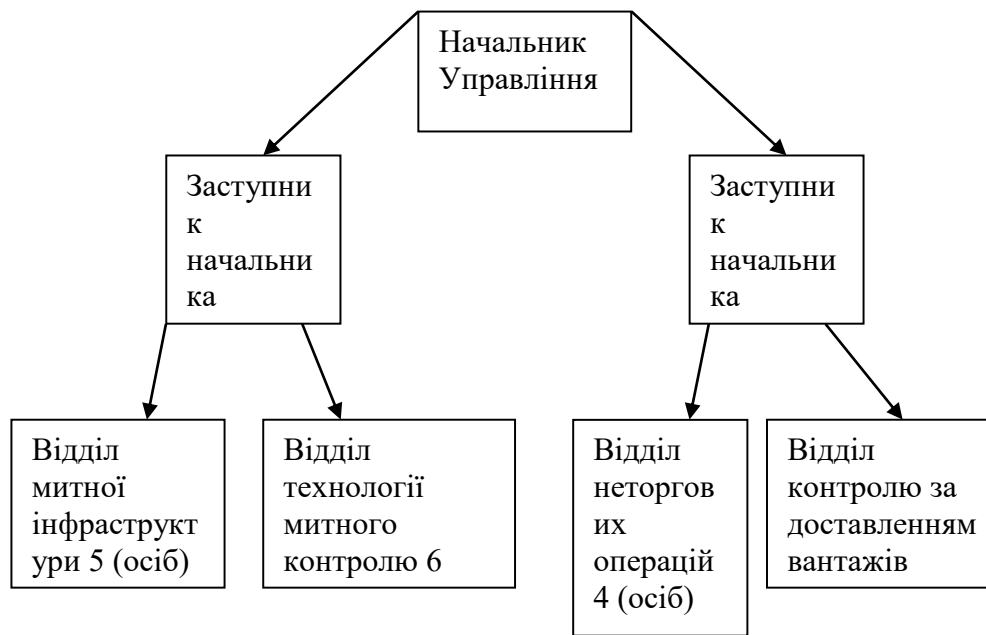 Начальник
Управління
Заступни
к
начальни
ка
Заступни
к
начальни
ка
Відділ
митної
інфраструкт
ури 5 (осіб)
Відділ
технології
митного
контролю 6
Відділ
неторгов
их
операцій
4 (осіб)
Відділ
контролю за
доставленням
вантажів